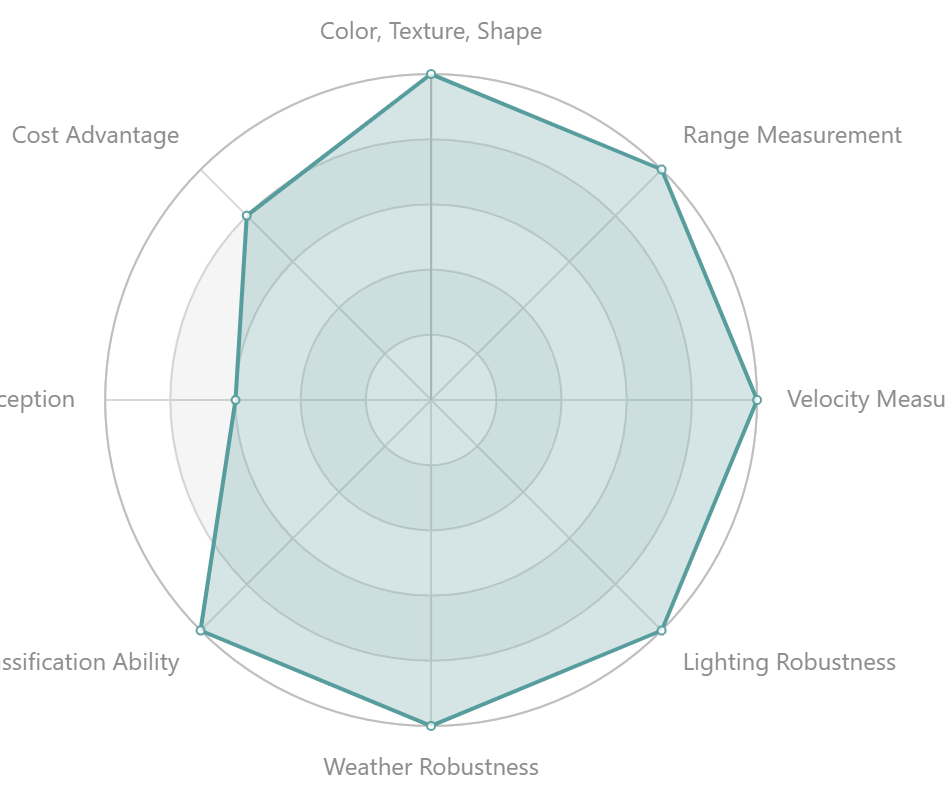 Color, Texture, Shape
Cost Advantage
Range Measurement
ception
Velocity Measu
ssification Ability
Lighting Robustness
Weather Robustness